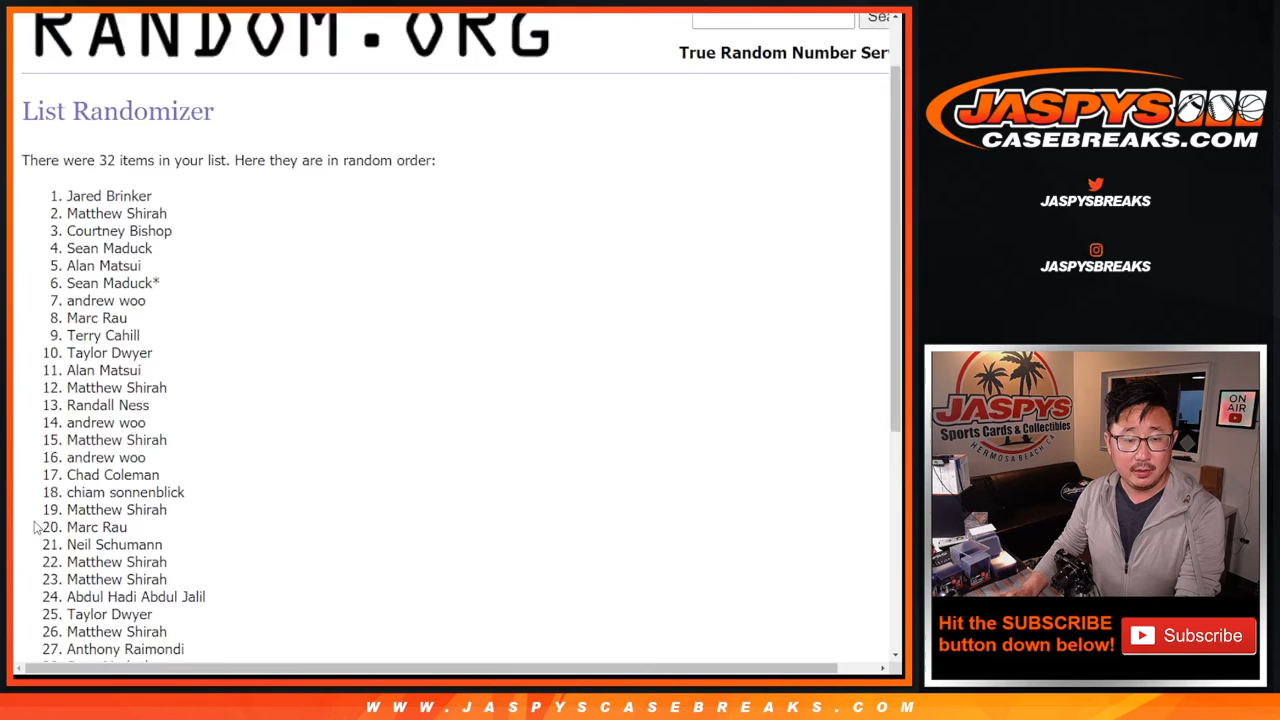 RANDOM.ORG
Sea
True Random Number Ser
List Randomizer
There were 32 items in your list. Here they are in random order:
1. Jared Brinker
2. Matthew Shirah
3. Courtney Bishop
4. Sean Maduck
5. Alan Matsui
6. Sean Maduck*
7. andrew woo
8. Marc Rau
9. Terry Cahill
10. Taylor Dwyer
11. Alan Matsui
12. Matthew Shirah
13. Randall Ness
14. andrew woo
15. Matthew Shirah
16. andrew woo
17. Chad Coleman
18. chiam sonnenblick
19. Matthew Shirah
20. Marc Rau
21. Neil Schumann
22. Matthew Shirah
23. Matthew Shirah
24. Abdul Hadi Abdul Jalil
25. Taylor Dwyer
26. Matthew Shirah
27. Anthony Raimondi
JASPYS
CASEBREAKS.COM
JASPYSBREAKS
JASPYSBREAKS
JASPYS
Sports Cards & Collectibles
HERMOSA BEACH, CA
ON
AIR
Hit the SUBSCRIBE
button down below!
Subscribe
WWW.JASPYSCASEBREAKS.COM